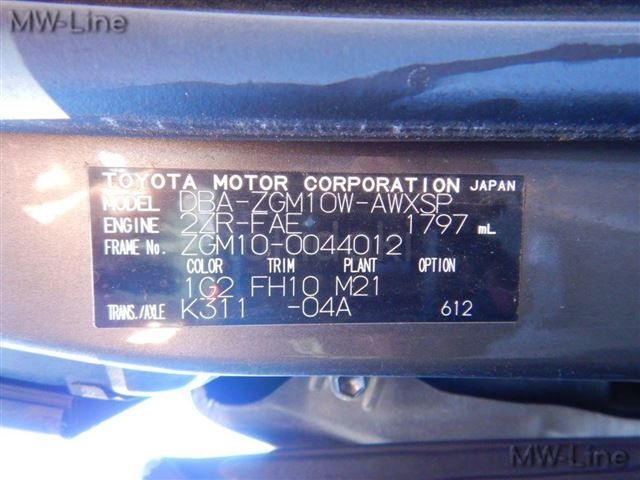 MW-Line
TOYOTA MOTOR CORPORATION JAPAN
MODEL DBA-ZGM10W-AWXSP
ENGINE 2ZR-FAE 1797 mL
FRAME No. ZGM10-0044012
COLOR TRIM PLANT OPTION
1G2 FH10 M21
TRANS./AXLE K311 -04A 612
MW-Line